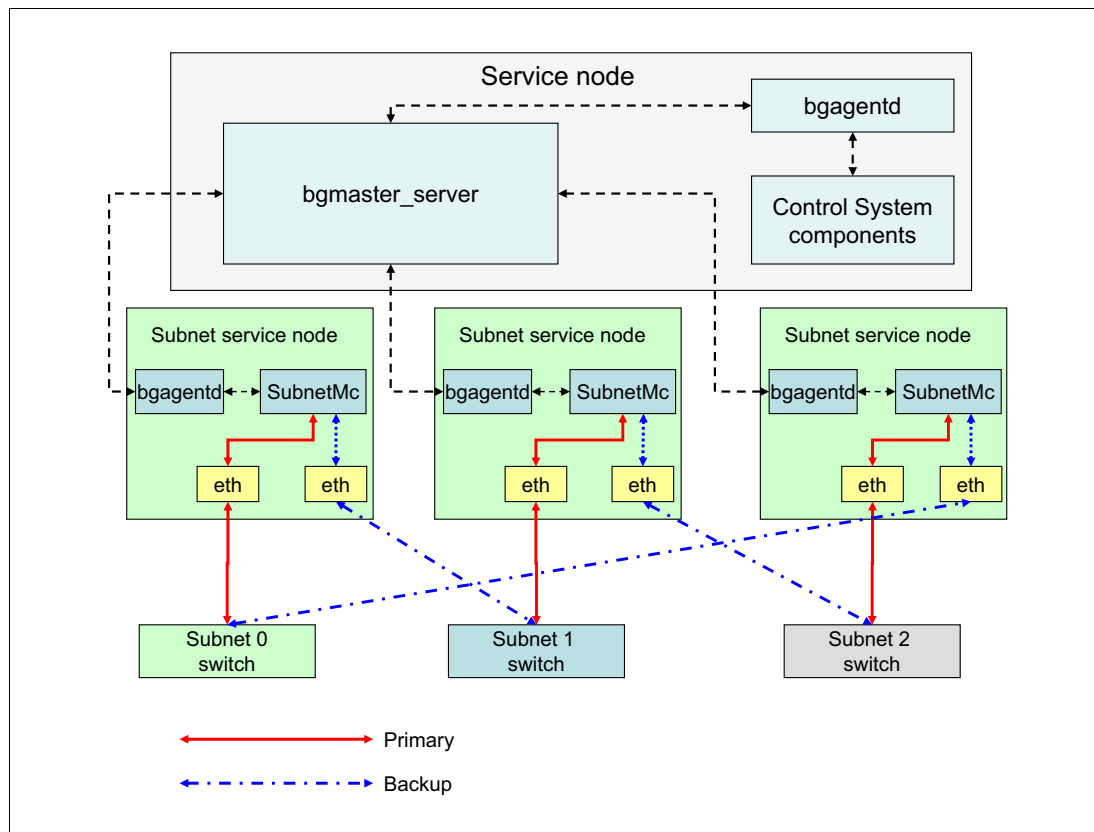 Service node
bgagentd
bgmaster_server
Control System
components
Subnet service node
Subnet service node
Subnet service node
bgagentd
SubnetMc
bgagentd
SubnetMc
bgagentd
SubnetMc
eth
eth
eth
eth
eth
eth
Subnet 0
switch
Subnet 1
switch
Subnet 2
switch
Primary
Backup